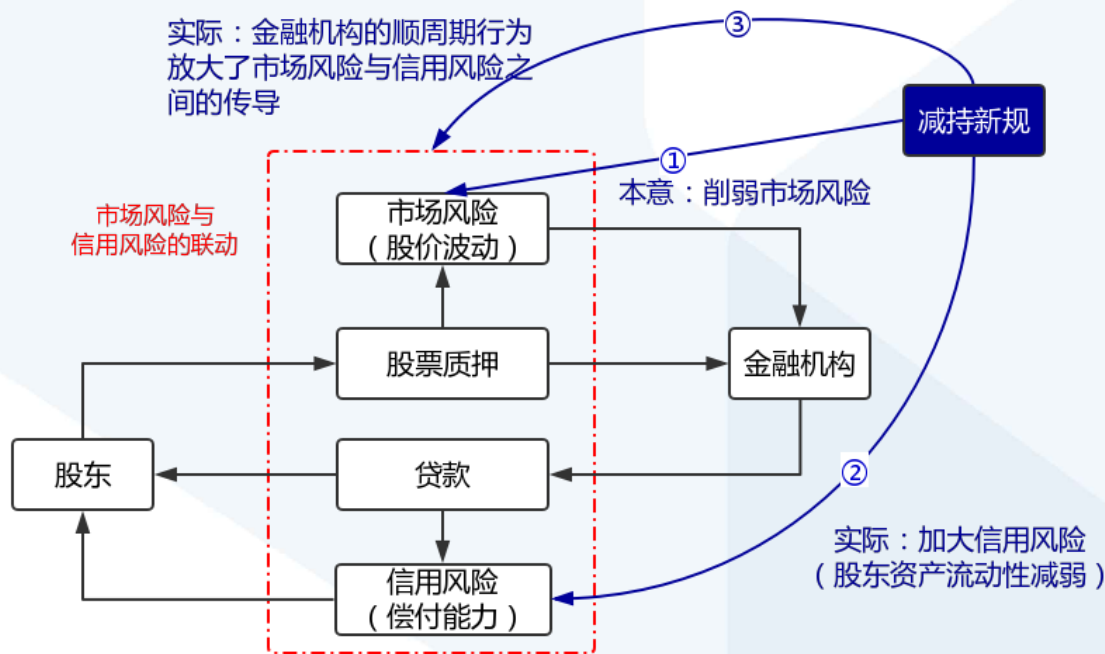 实际：金融机构的顺周期行为
放大了市场风险与信用风险之
间的传导
③
减持新规
①
本意：削弱市场风险
市场风险与
信用风险的联动
市场风险
（股价波动）
股票质押
金融机构
股东
贷款
②
实际：加大信用风险
（股东资产流动性减弱）
信用风险
（偿付能力）